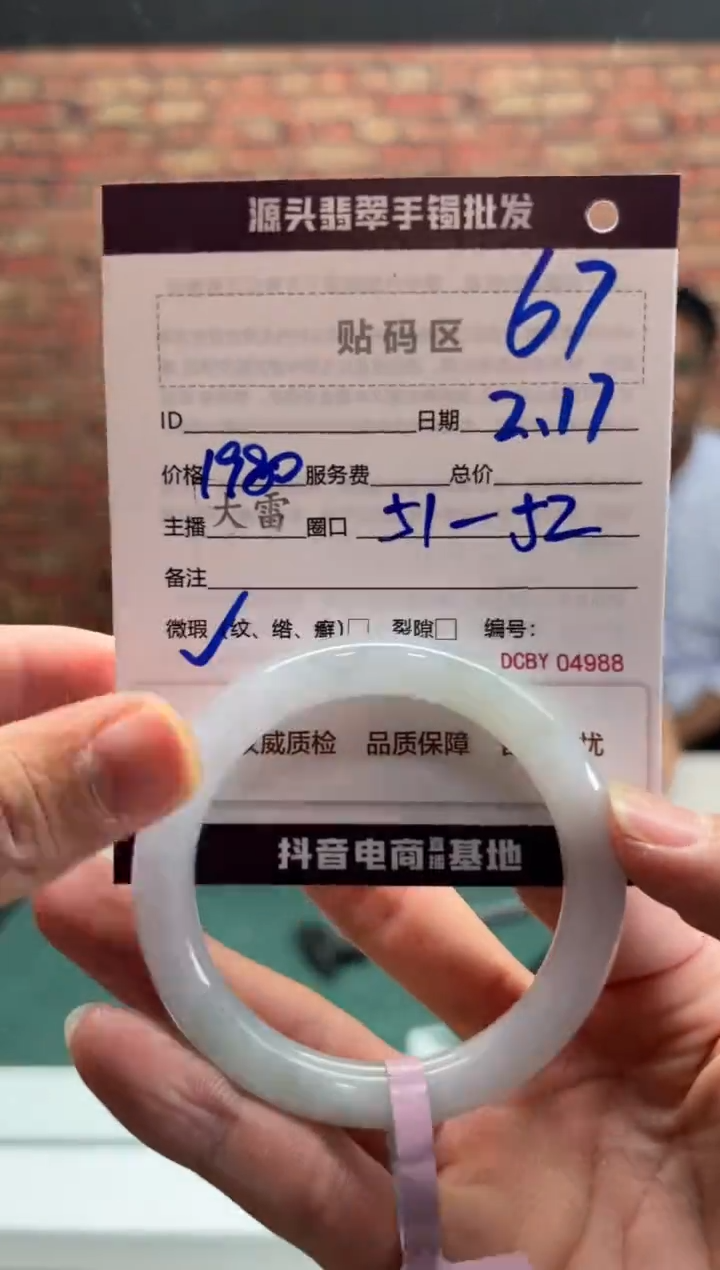 源头翡翠手镯批发
贴码区 67
ID 日期 2.17
价格 1980 服务费 总价
主播 大雷 圈口 51-52
备注
微瑕 ✓ (纹、绺、癣)□ 裂隙□ 编号:
DCBY 04988
威质检 品质保障 忧
抖音电商直播基地